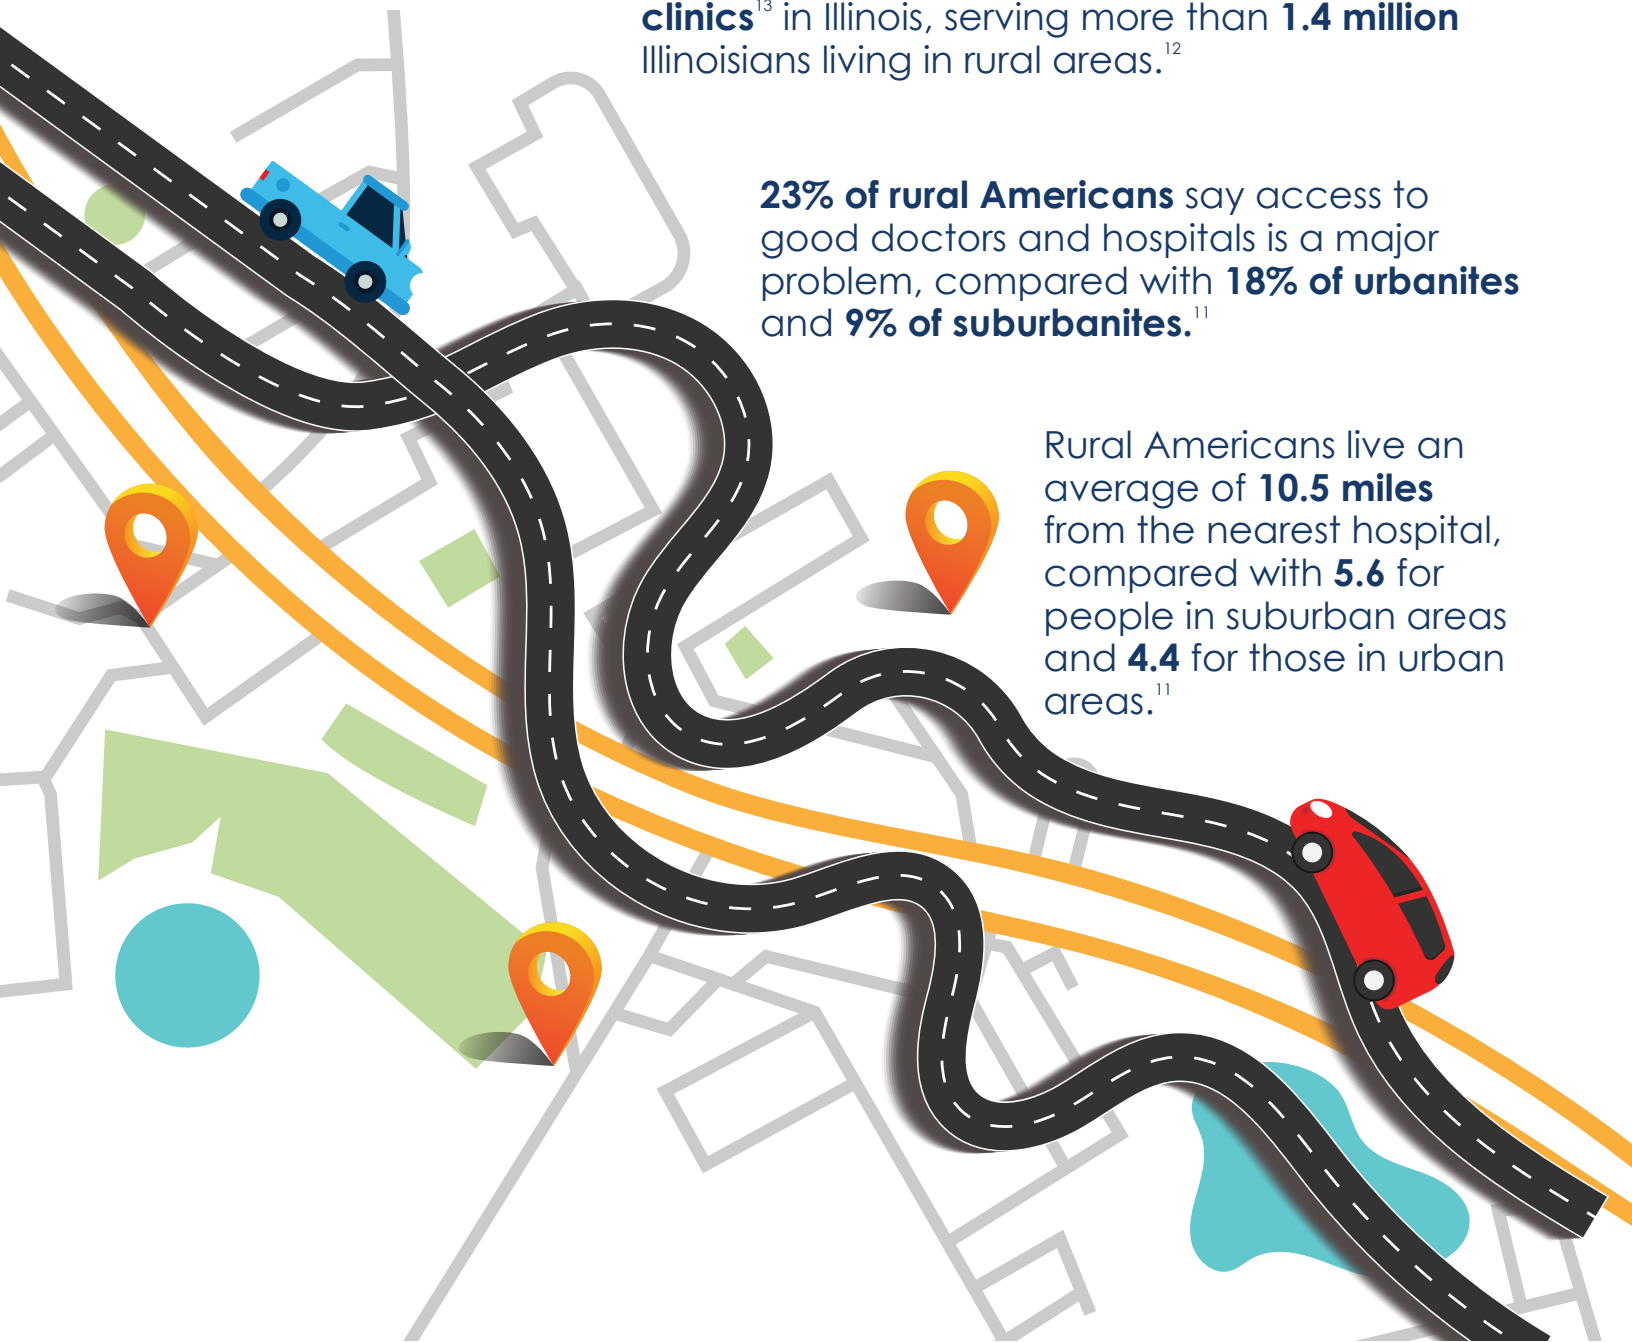 clinics¹³ in Illinois, serving more than 1.4 million
Illinoisians living in rural areas.¹²
23% of rural Americans say access to
good doctors and hospitals is a major
problem, compared with 18% of urbanites
and 9% of suburbanites.¹¹
Rural Americans live an
average of 10.5 miles
from the nearest hospital,
compared with 5.6 for
people in suburban areas
and 4.4 for those in urban
areas.¹¹